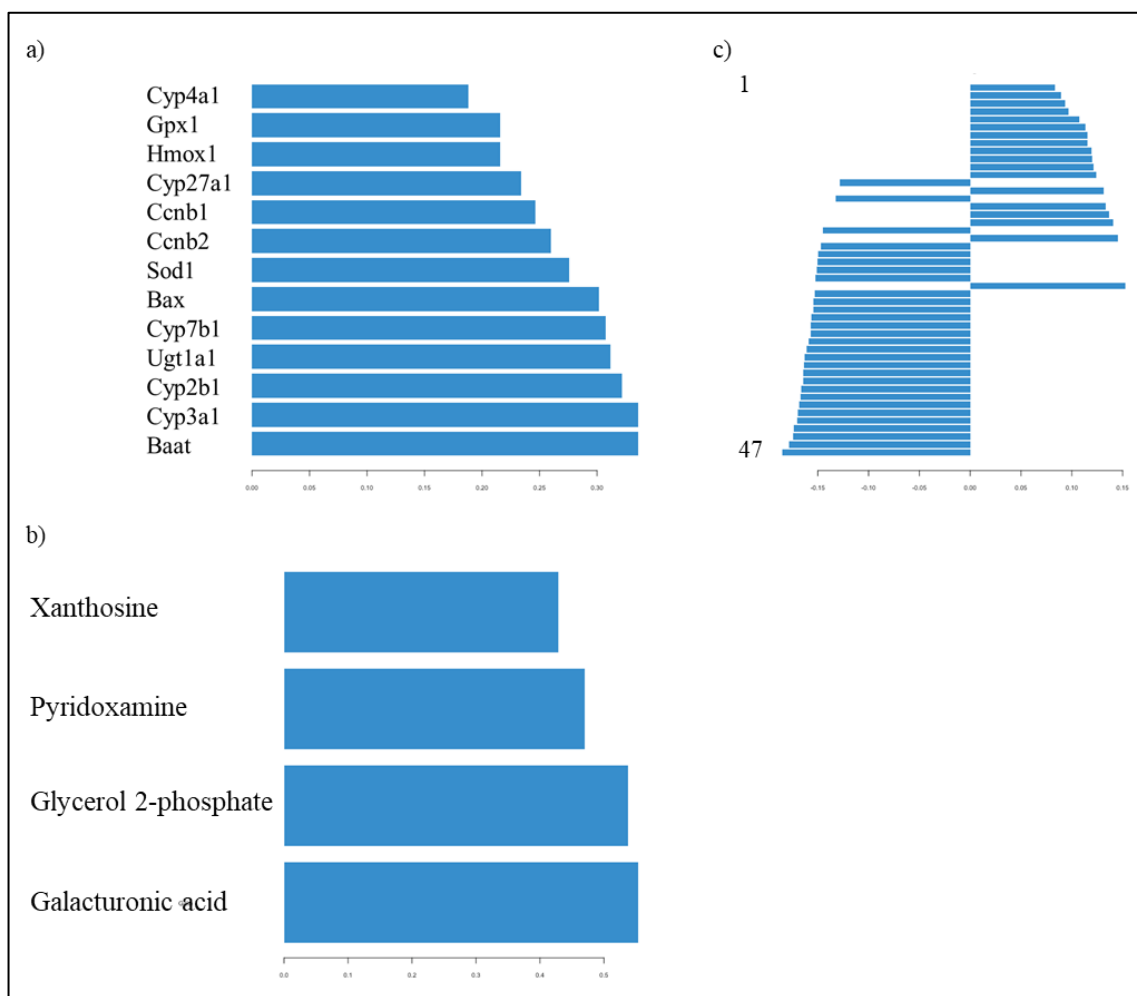 a)
Cyp4a1
Gpx1
Hmox1
Cyp27a1
Ccnb1
Ccnb2
Sod1
Bax
Cyp7b1
Ugt1a1
Cyp2b1
Cyp3a1
Baat
0.00 0.05 0.10 0.15 0.20 0.25 0.30
c)
1
47
-0.15 -0.10 -0.05 0.00 0.05 0.10 0.15
b)
Xanthosine
Pyridoxamine
Glycerol 2-phosphate
Galacturonic acid
0.0 0.1 0.2 0.3 0.4 0.5